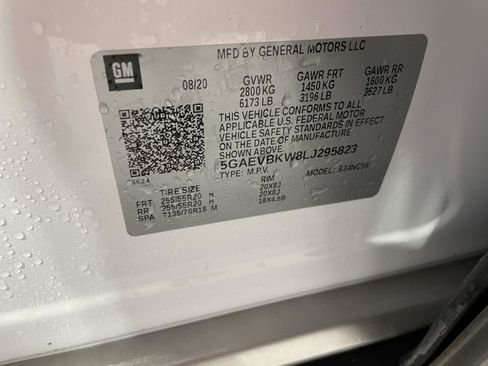 GM
MFD BY GENERAL MOTORS LLC
08/20
GVWR GAWR FRT GAWR RR
2800 KG 1450 KG 1600 KG
6173 LB 3196 LB 3527 LB
THIS VEHICLE CONFORMS TO ALL
APPLICABLE U.S. FEDERAL MOTOR
VEHICLE SAFETY STANDARDS IN EFFECT
ON THE DATE OF MANUFACTURE
5GAEVBKW8LJ295823
TYPE: M.P.V. MODEL:
8624
TIRE SIZE RIM
FRT 255/55R20 H 20X8J
RR 255/55R20 H 20X8J
SPA T135/70R18 M 18X4.5B